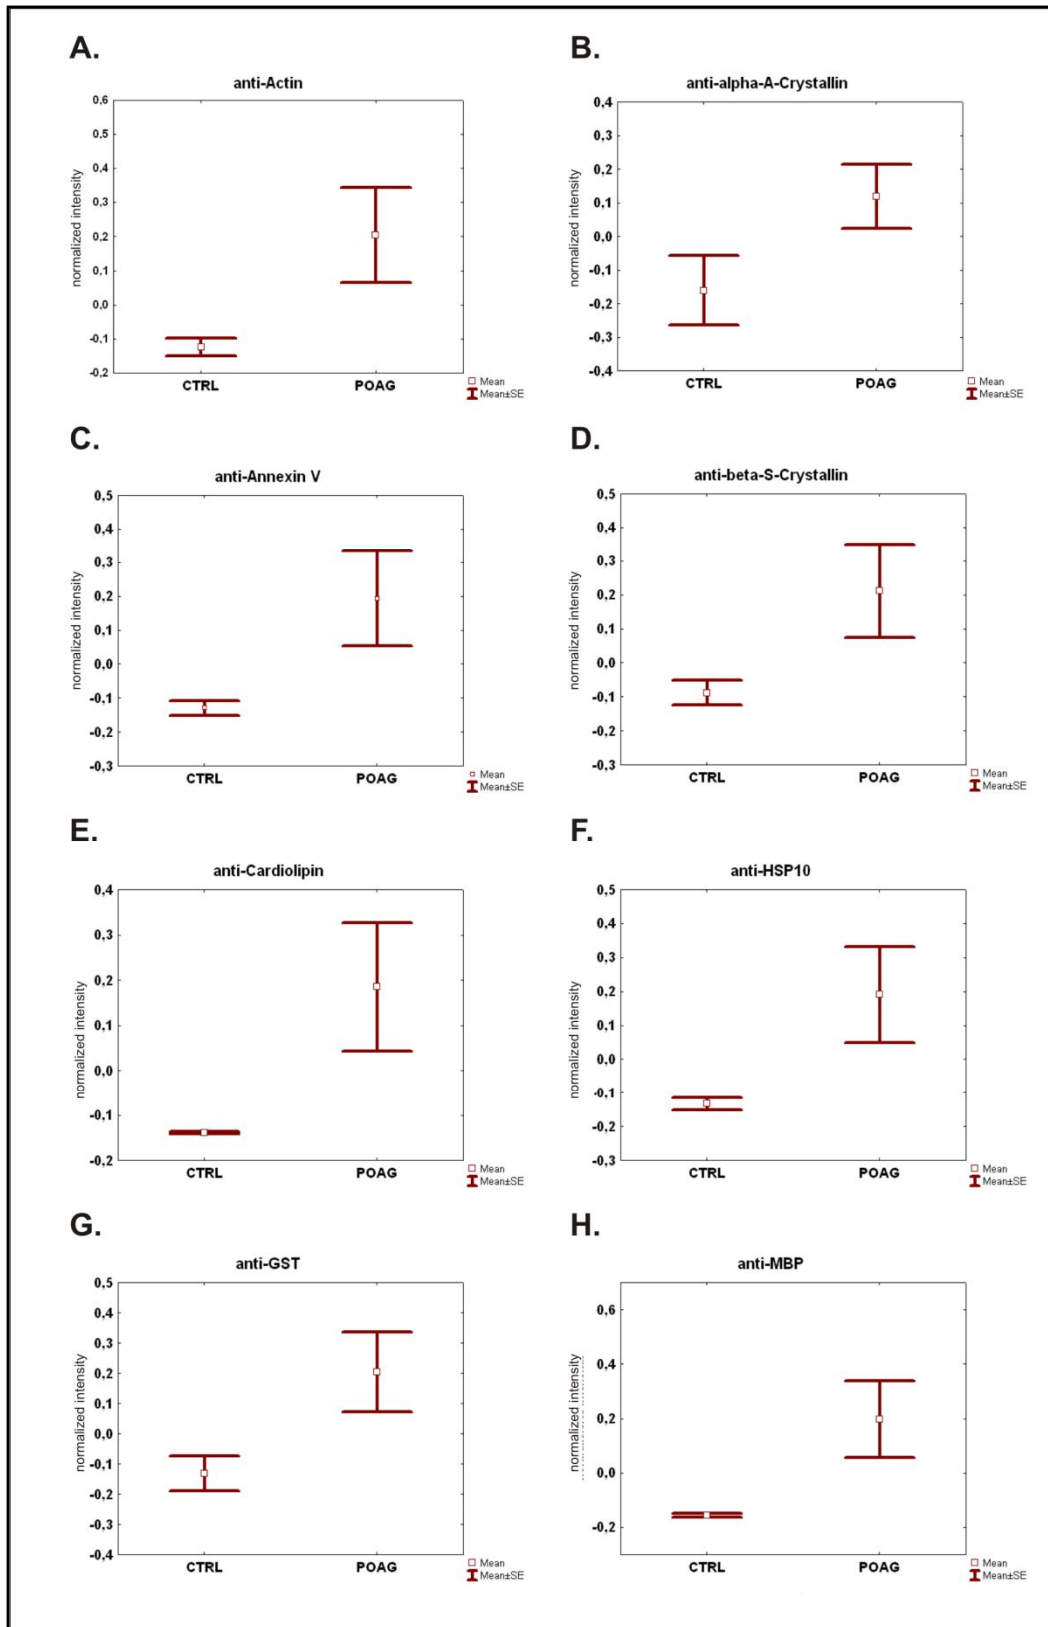 A.
anti-Actin
normalized intensity
0,6
0,5
0,4
0,3
0,2
0,1
0,0
-0,1
-0,2
CTRL POAG
Mean
Mean±SE
B.
anti-alpha-A-Crystallin
normalized intensity
0,4
0,3
0,2
0,1
0,0
-0,1
-0,2
-0,3
-0,4
CTRL POAG
Mean
Mean±SE
C.
anti-Annexin V
normalized intensity
0,5
0,4
0,3
0,2
0,1
0,0
-0,1
-0,2
-0,3
CTRL POAG
Mean
Mean±SE
D.
anti-beta-S-Crystallin
normalized intensity
0,5
0,4
0,3
0,2
0,1
0,0
-0,1
-0,2
-0,3
CTRL POAG
Mean
Mean±SE
E.
anti-Cardiolipin
normalized intensity
0,4
0,3
0,2
0,1
0,0
-0,1
-0,2
CTRL POAG
Mean
Mean±SE
F.
anti-HSP10
normalized intensity
0,5
0,4
0,3
0,2
0,1
0,0
-0,1
-0,2
-0,3
CTRL POAG
Mean
Mean±SE
G.
anti-GST
normalized intensity
0,5
0,4
0,3
0,2
0,1
0,0
-0,1
-0,2
-0,3
-0,4
CTRL POAG
Mean
Mean±SE
H.
anti-MBP
normalized intensity
0,6
0,4
0,2
0,0
-0,2
CTRL POAG
Mean
Mean±SE